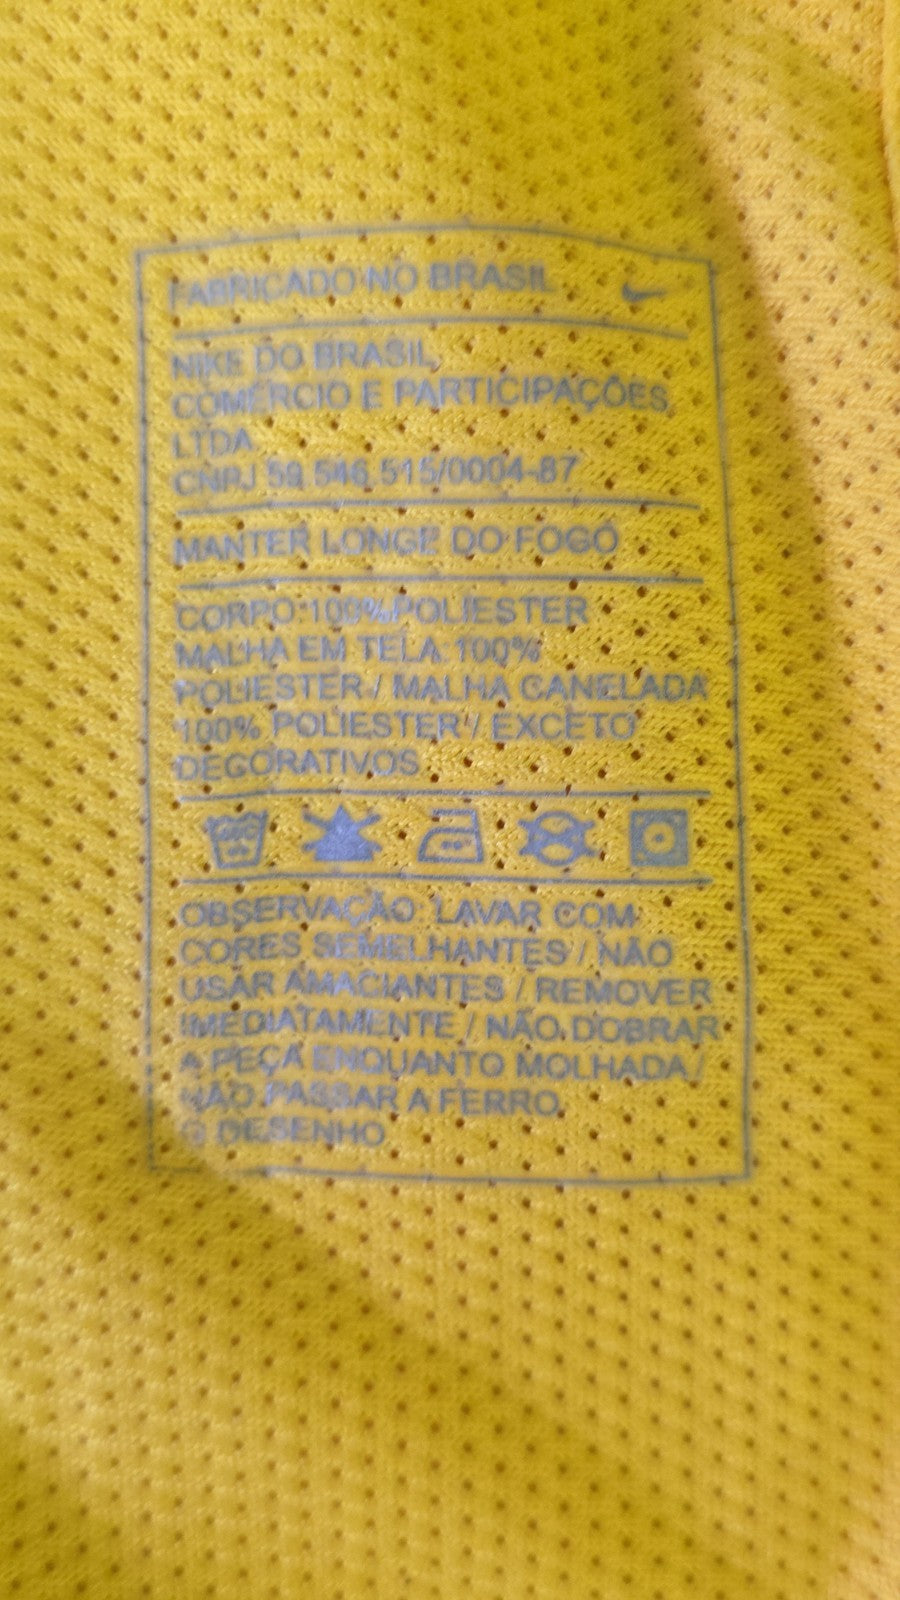 FABRICADO NO BRASIL
NIKE DO BRASIL
COMÉRCIO E PARTICIPAÇÕES
LTDA
CNPJ 59.546.515/0004-87
MANTER LONGE DO FOGO
CORPO:100% POLIESTER
MALHA EM TELA:100%
POLIESTER / MALHA CANELADA
100% POLIESTER / EXCETO
DECORATIVOS
OBSERVAÇÃO: LAVAR COM
CORES SEMELHANTES / NÃO
USAR AMACIANTES / REMOVER
IMEDIATAMENTE / NÃO DOBRAR
A PEÇA ENQUANTO MOLHADA /
NÃO PASSAR A FERRO
DESENHO